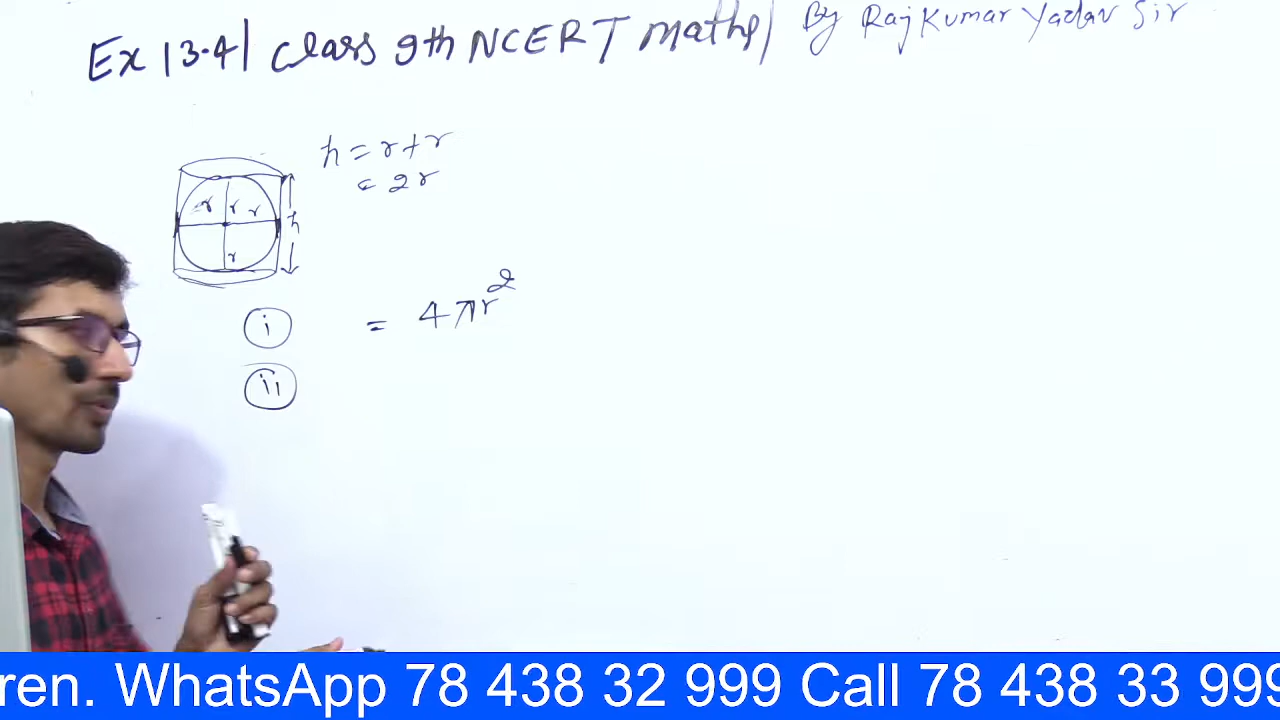 Ex 13.4| Class 9th NCERT maths| By Raj Kumar Yadav Sir
h = r + r
= 2r
r r r
h
r
i = 4πr²
ii
ren. WhatsApp 78 438 32 999 Call 78 438 33 999